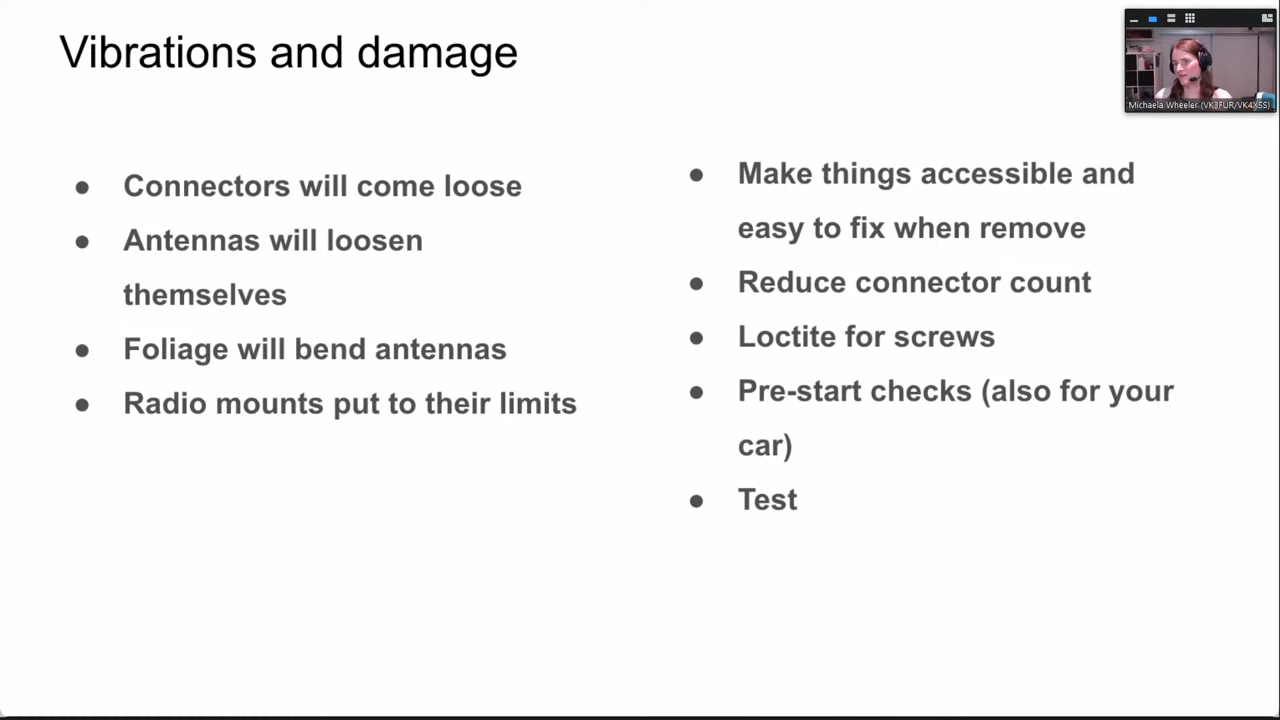 Vibrations and damage
Connectors will come loose
Antennas will loosen
themselves
Foliage will bend antennas
Radio mounts put to their limits
Make things accessible and
easy to fix when remove
Reduce connector count
Loctite for screws
Pre-start checks (also for your
car)
Test
Michaela Wheeler (VK3FUR/VK4XSS)